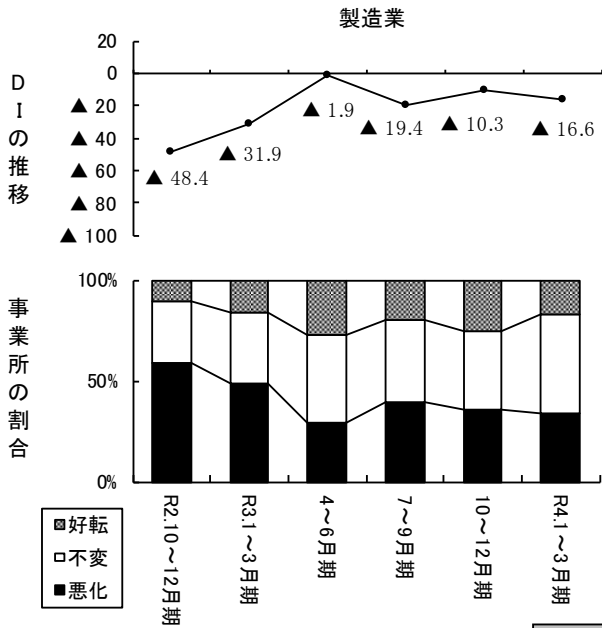 製造業
DIの推移
20
0
▲ 20
▲ 40
▲ 60
▲ 80
▲ 100
▲ 48.4
▲ 31.9
▲ 1.9
▲ 19.4
▲ 10.3
▲ 16.6
事業所の割合
100%
50%
0%
R2.10～12月期
R3.1～3月期
4～6月期
7～9月期
10～12月期
R4.1～3月期
好転
不変
悪化